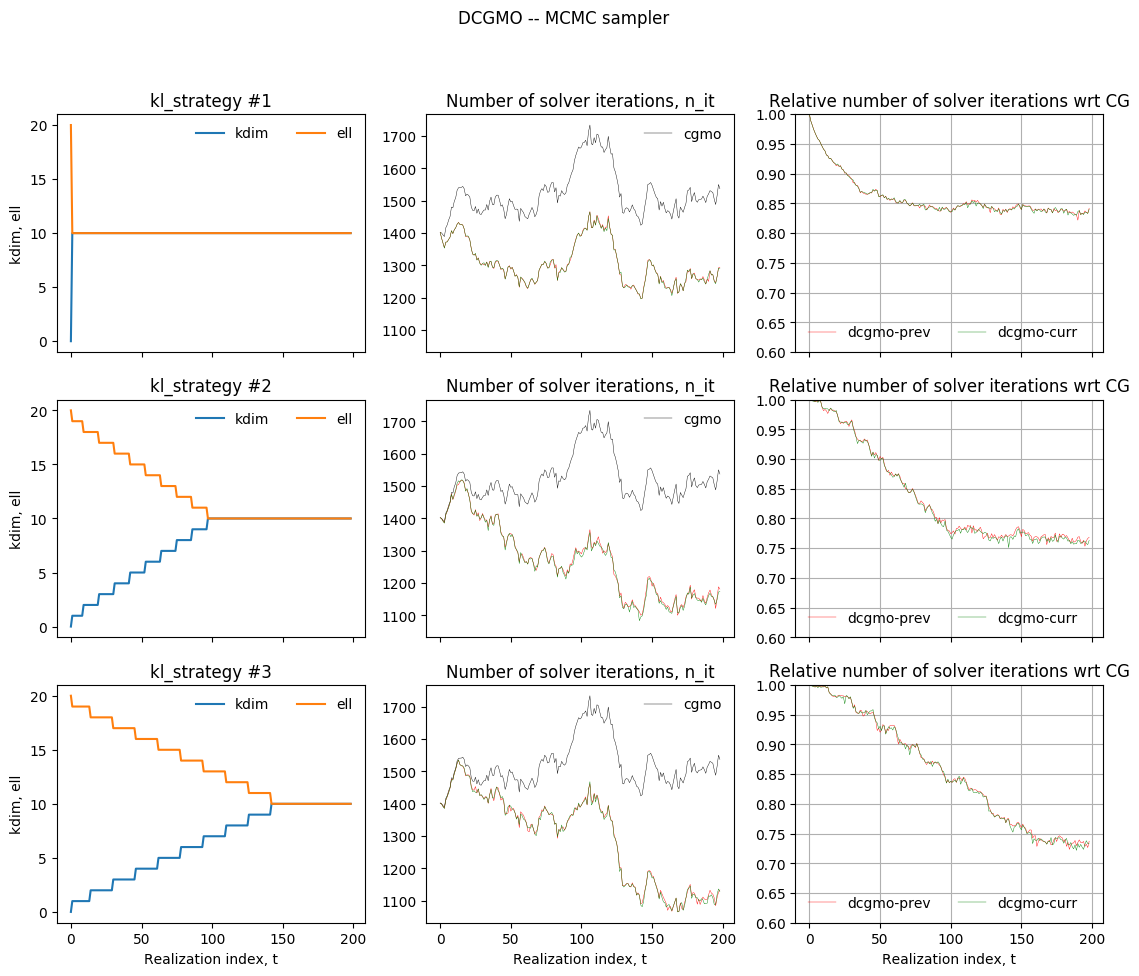 DCGMO -- MCMC sampler
kl_strategy #1
Number of solver iterations, n_it
Relative number of solver iterations wrt CG
kdim, ell
20
15
10
5
0
kdim
ell
1700
1600
1500
1400
1300
1200
1100
cgmo
1.00
0.95
0.90
0.85
0.80
0.75
0.70
0.65
0.60
dcgmo-prev
dcgmo-curr
kl_strategy #2
Number of solver iterations, n_it
Relative number of solver iterations wrt CG
kdim, ell
20
15
10
5
0
kdim
ell
1700
1600
1500
1400
1300
1200
1100
cgmo
1.00
0.95
0.90
0.85
0.80
0.75
0.70
0.65
0.60
dcgmo-prev
dcgmo-curr
kl_strategy #3
Number of solver iterations, n_it
Relative number of solver iterations wrt CG
kdim, ell
20
15
10
5
0
kdim
ell
1700
1600
1500
1400
1300
1200
1100
cgmo
1.00
0.95
0.90
0.85
0.80
0.75
0.70
0.65
0.60
dcgmo-prev
dcgmo-curr
0
50
100
150
200
0
50
100
150
200
0
50
100
150
200
Realization index, t
Realization index, t
Realization index, t